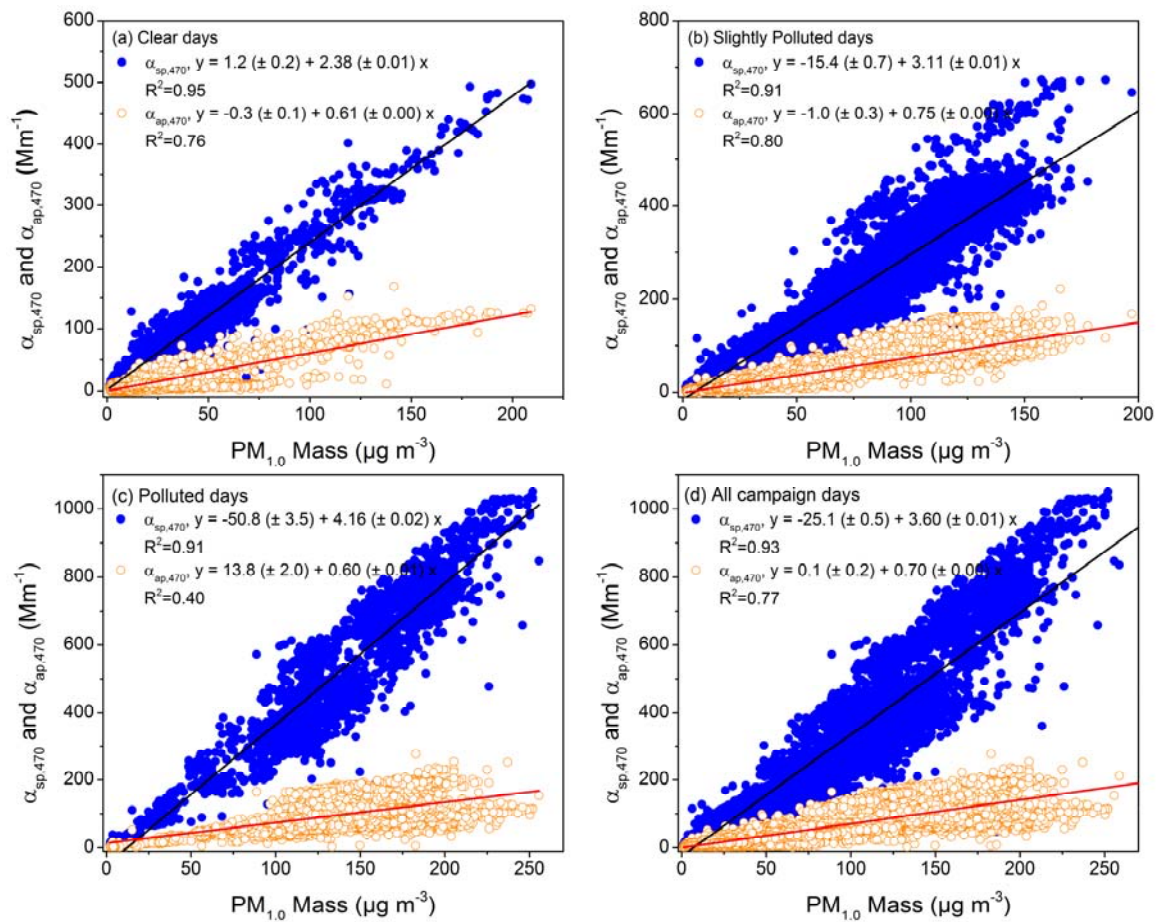 (a) Clear days
α_sp,470, y = 1.2 (± 0.2) + 2.38 (± 0.01) x
R²=0.95
α_ap,470, y = -0.3 (± 0.1) + 0.61 (± 0.00) x
R²=0.76
α_sp,470 and α_ap,470 (Mm⁻¹)
600
500
400
300
200
100
0
50 100 150 200
PM₁.₀ Mass (µg m⁻³)
(b) Slightly Polluted days
α_sp,470, y = -15.4 (± 0.7) + 3.11 (± 0.01) x
R²=0.91
α_ap,470, y = -1.0 (± 0.3) + 0.75 (± 0.00) x
R²=0.80
α_sp,470 and α_ap,470 (Mm⁻¹)
800
600
400
200
0
0 50 100 150 200
PM₁.₀ Mass (µg m⁻³)
(c) Polluted days
α_sp,470, y = -50.8 (± 3.5) + 4.16 (± 0.02) x
R²=0.91
α_ap,470, y = 13.8 (± 2.0) + 0.60 (± 0.01) x
R²=0.40
α_sp,470 and α_ap,470 (Mm⁻¹)
1000
800
600
400
200
0
0 50 100 150 200 250
PM₁.₀ Mass (µg m⁻³)
(d) All campaign days
α_sp,470, y = -25.1 (± 0.5) + 3.60 (± 0.01) x
R²=0.93
α_ap,470, y = 0.1 (± 0.2) + 0.70 (± 0.00) x
R²=0.77
α_sp,470 and α_ap,470 (Mm⁻¹)
1000
800
600
400
200
0
0 50 100 150 200 250
PM₁.₀ Mass (µg m⁻³)